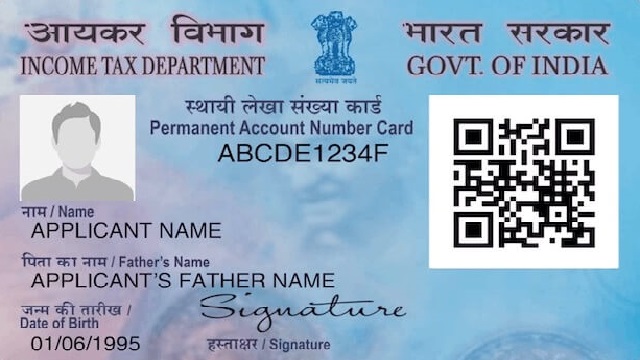 आयकर विभाग
INCOME TAX DEPARTMENT
सत्यमेव जयते
भारत सरकार
GOVT. OF INDIA
स्थायी लेखा संख्या कार्ड
Permanent Account Number Card
ABCDE1234F
नाम / Name
APPLICANT NAME
पिता का नाम / Father's Name
APPLICANT'S FATHER NAME
जन्म की तारीख /
Date of Birth
01/06/1995
Signature
हस्ताक्षर / Signature